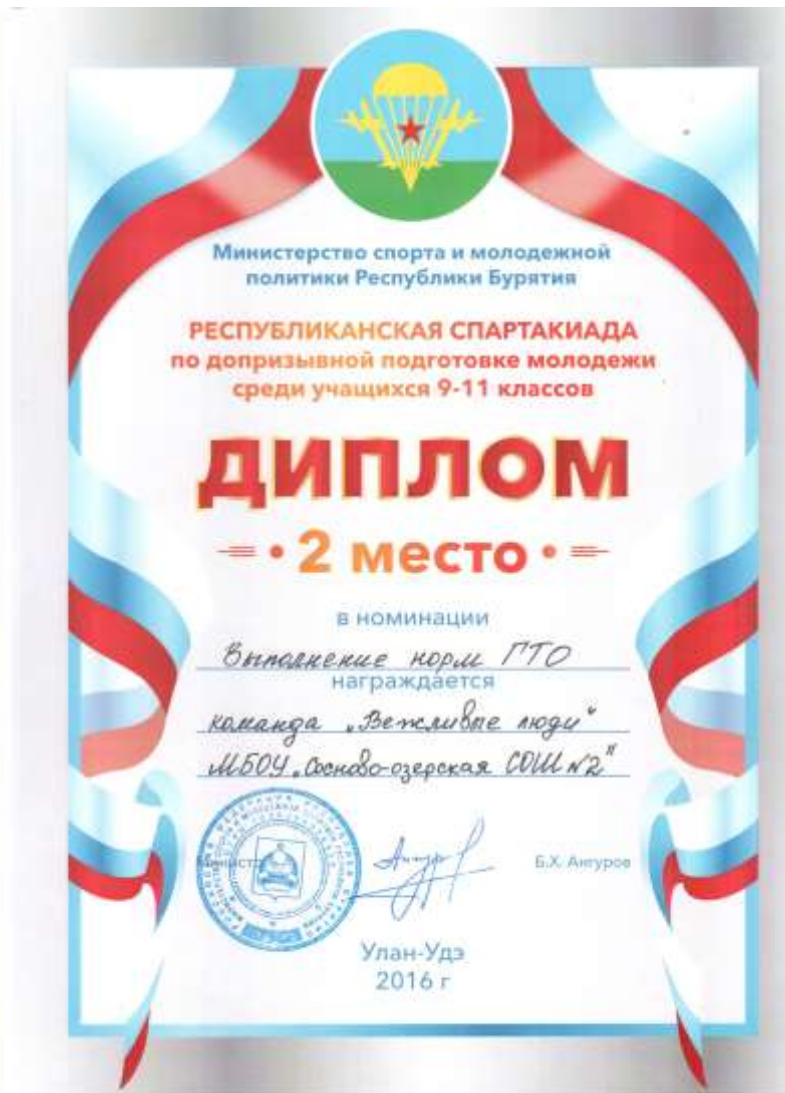 Министерство спорта и молодежной
политики Республики Бурятия
РЕСПУБЛИКАНСКАЯ СПАРТАКИАДА
по допризывной подготовке молодежи
среди учащихся 9-11 классов
ДИПЛОМ
2 место
в номинации
Выполнение норм ГТО
награждается
команда „Вежливые люди"
МБОУ „Сосново-озерская СОШ №2"
Министр
Б.Х. Ангуров
Улан-Удэ
2016 г